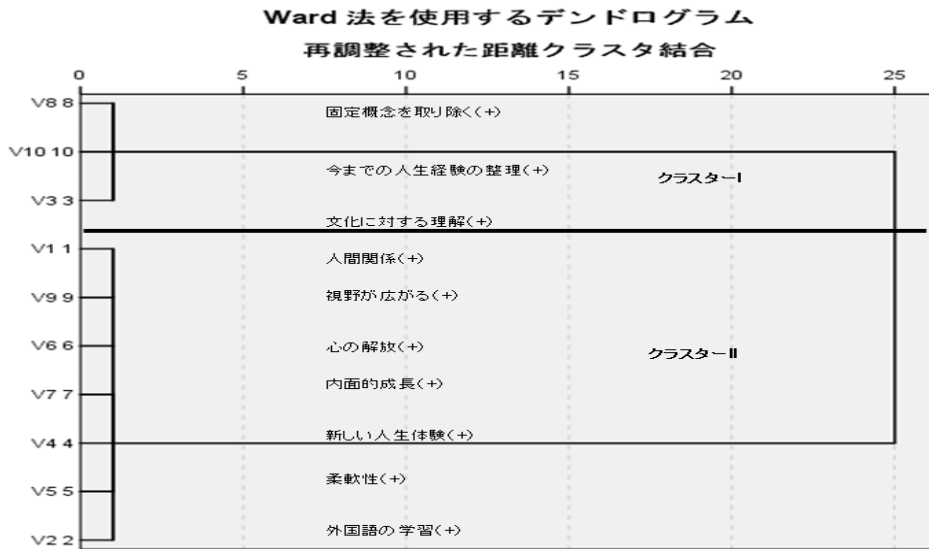 Ward 法を使用するデンドログラム
再調整された距離クラスタ結合
0 5 10 15 20 25
V8 8 固定概念を取り除く(+)
V10 10 今までの人生経験の整理(+) クラスターⅠ
V3 3 文化に対する理解(+)
V1 1 人間関係(+)
V9 9 視野が広がる(+)
V6 6 心の解放(+) クラスターⅡ
V7 7 内面的成長(+)
V4 4 新しい人生体験(+)
V5 5 柔軟性(+)
V2 2 外国語の学習(+)